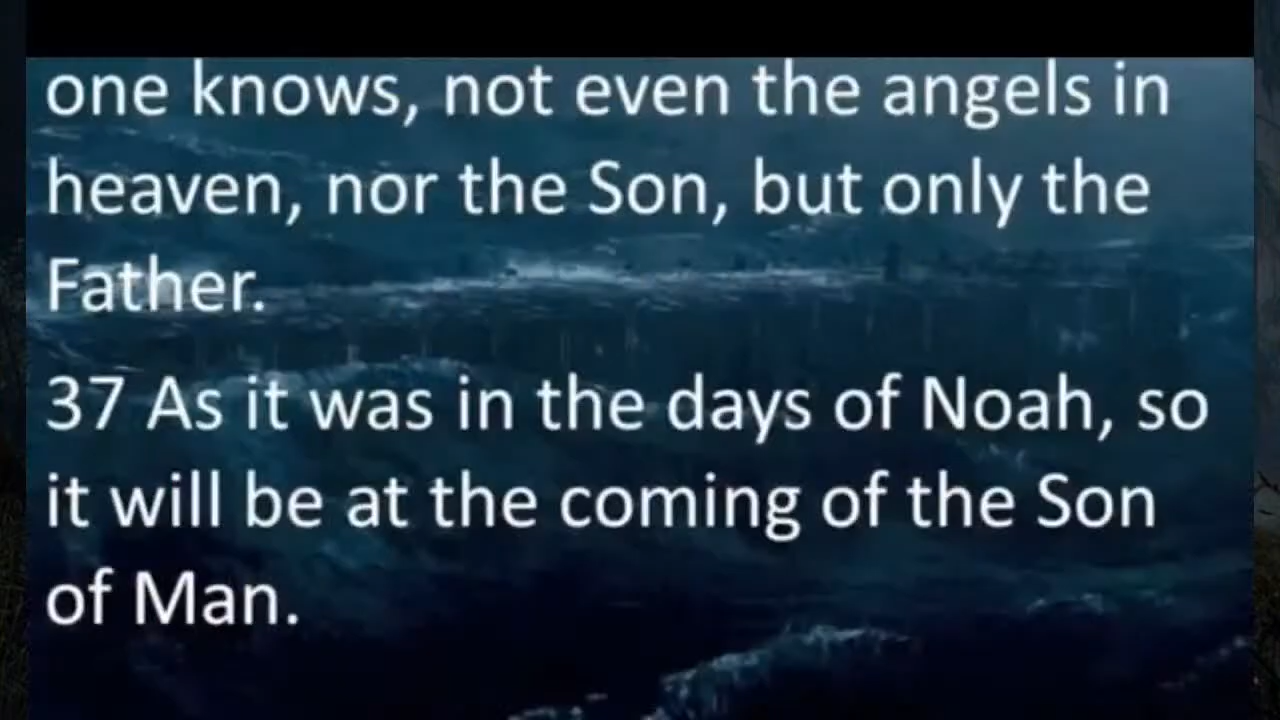 one knows, not even the angels in
heaven, nor the Son, but only the
Father.
37 As it was in the days of Noah, so
it will be at the coming of the Son
of Man.